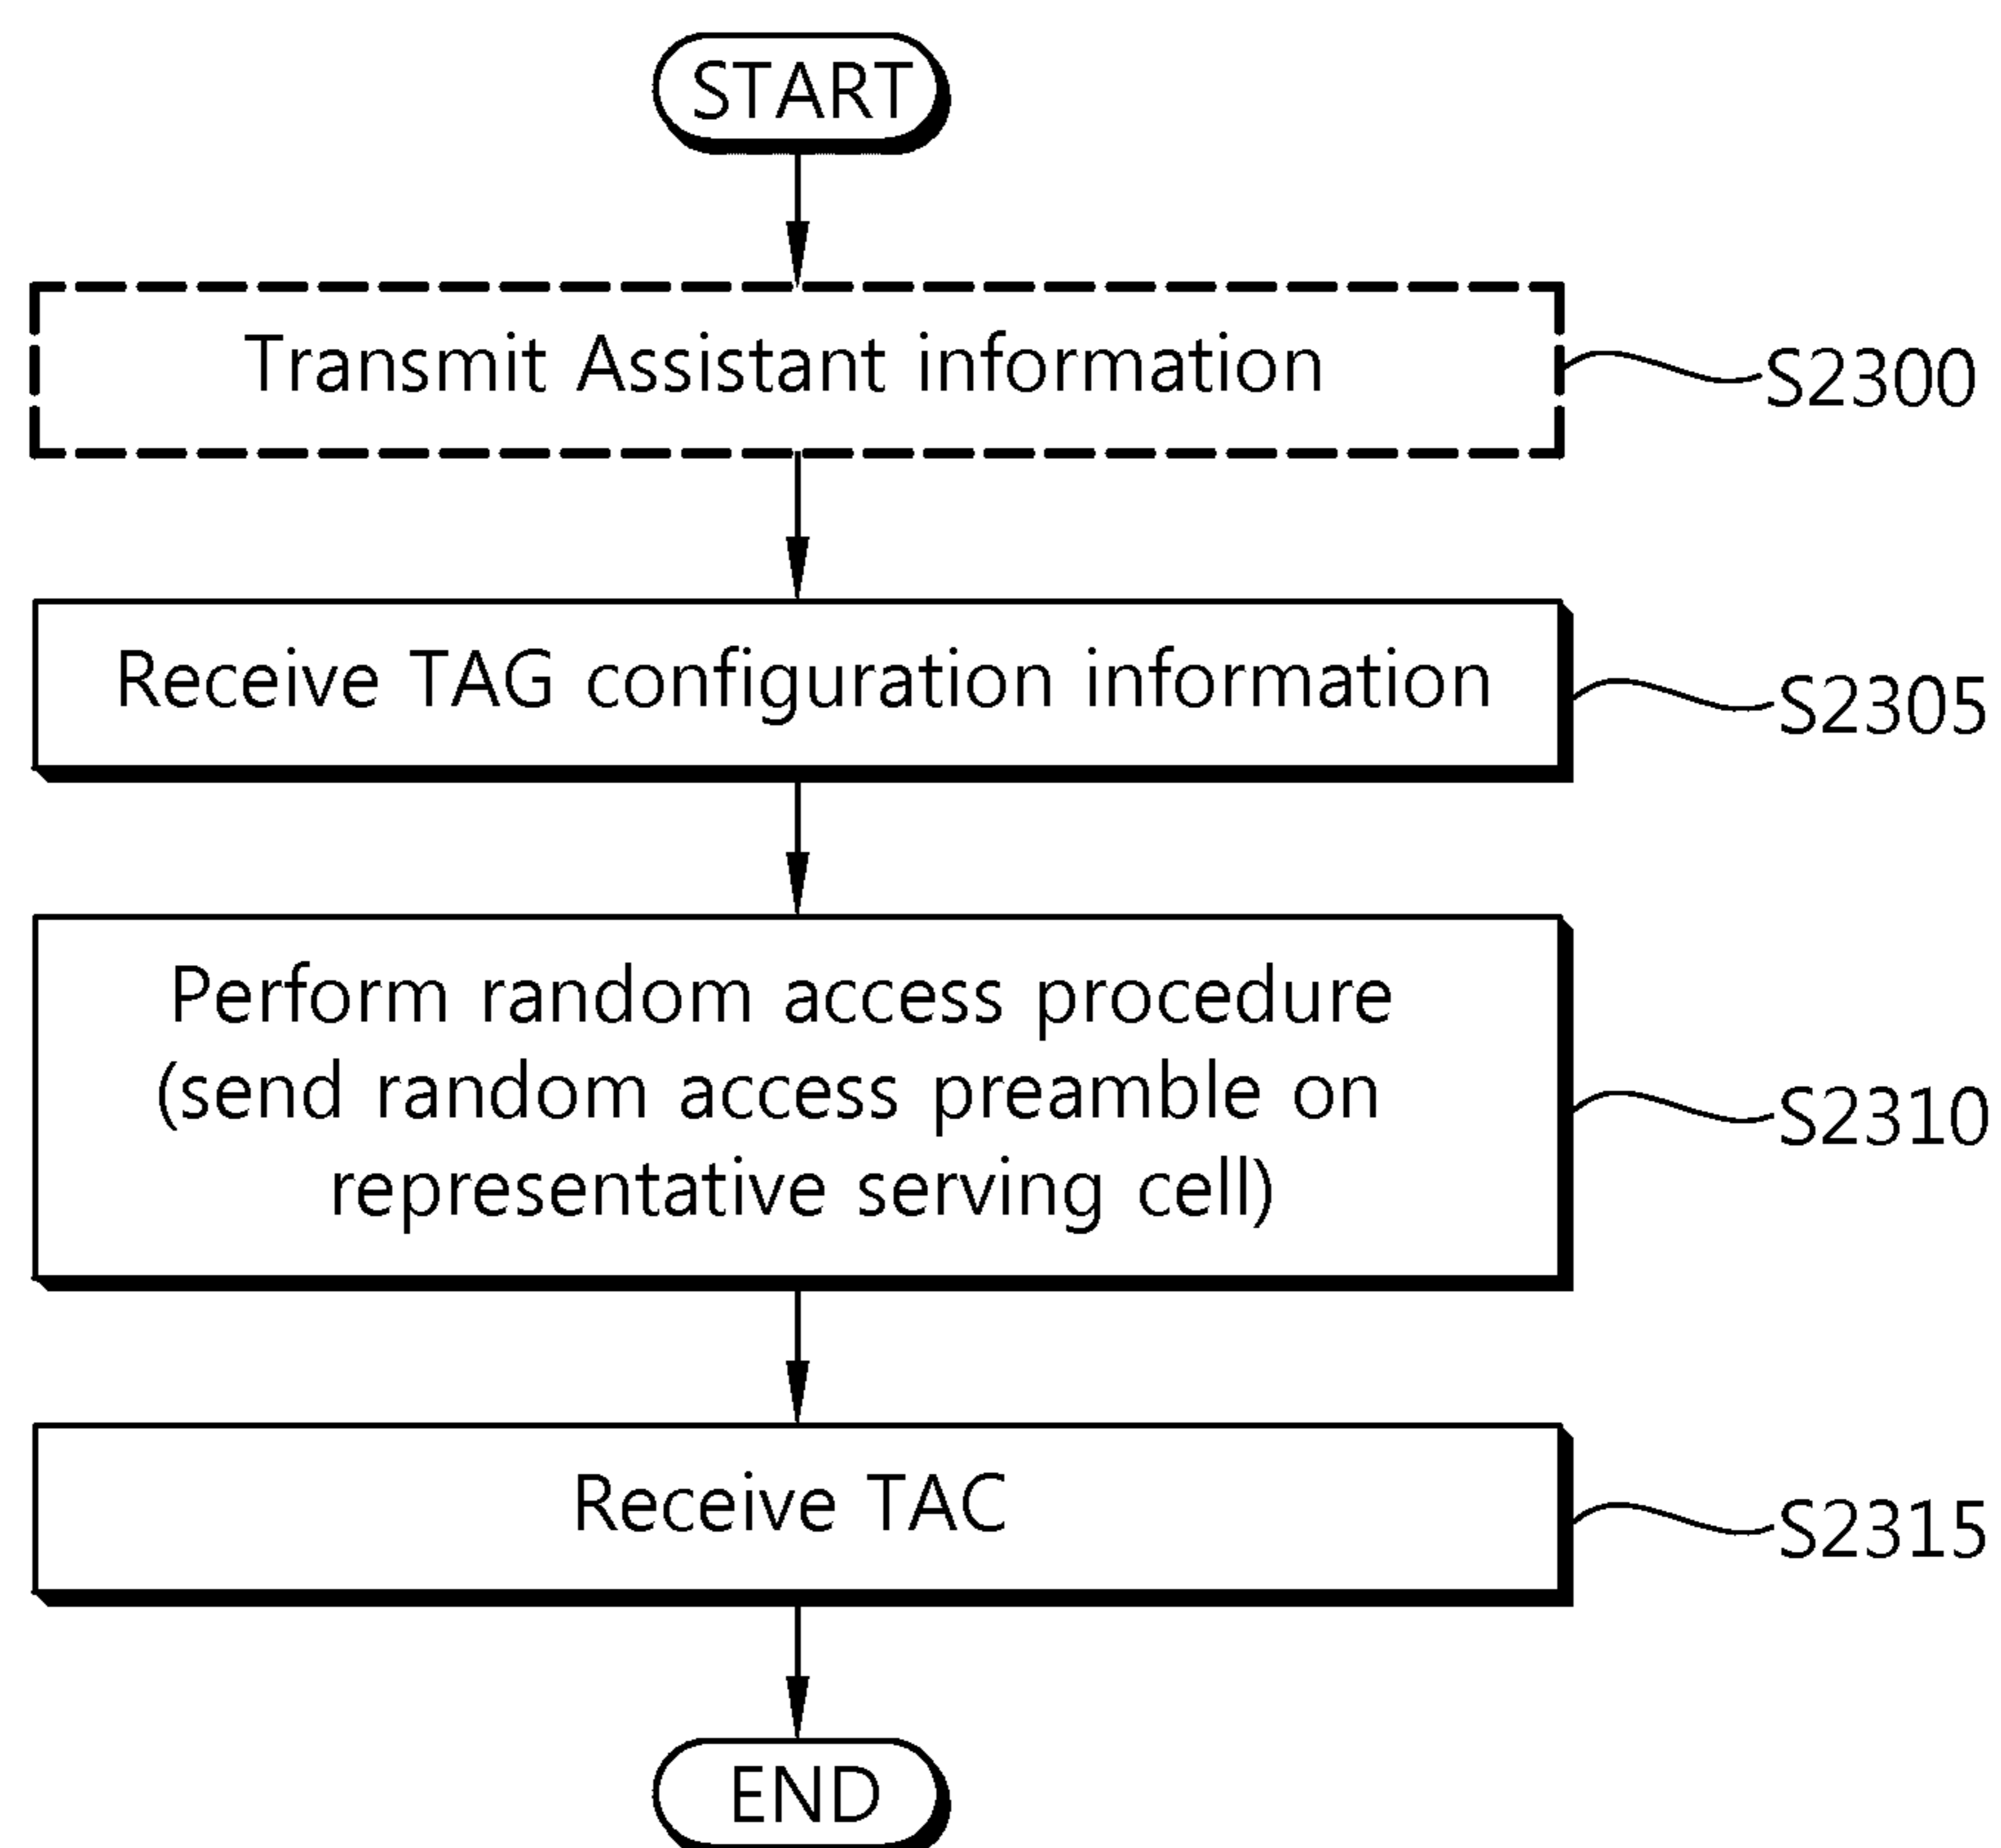 START
Transmit Assistant information
S2300
Receive TAG configuration information
S2305
Perform random access procedure
(send random access preamble on
representative serving cell)
S2310
Receive TAC
S2315
END